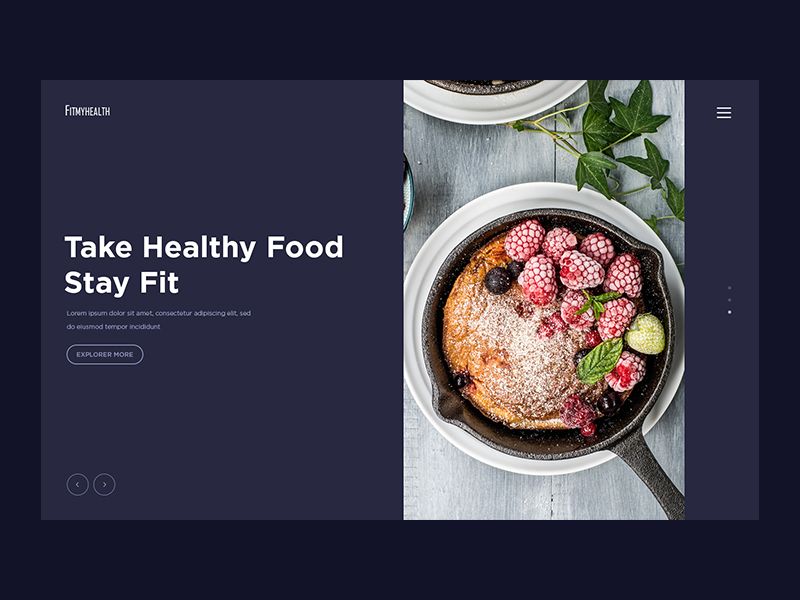 FITMYHEALTH
Take Healthy Food
Stay Fit
Lorem ipsum dolor sit amet, consectetur adipiscing elit, sed
do eiusmod tempor incididunt
EXPLORER MORE